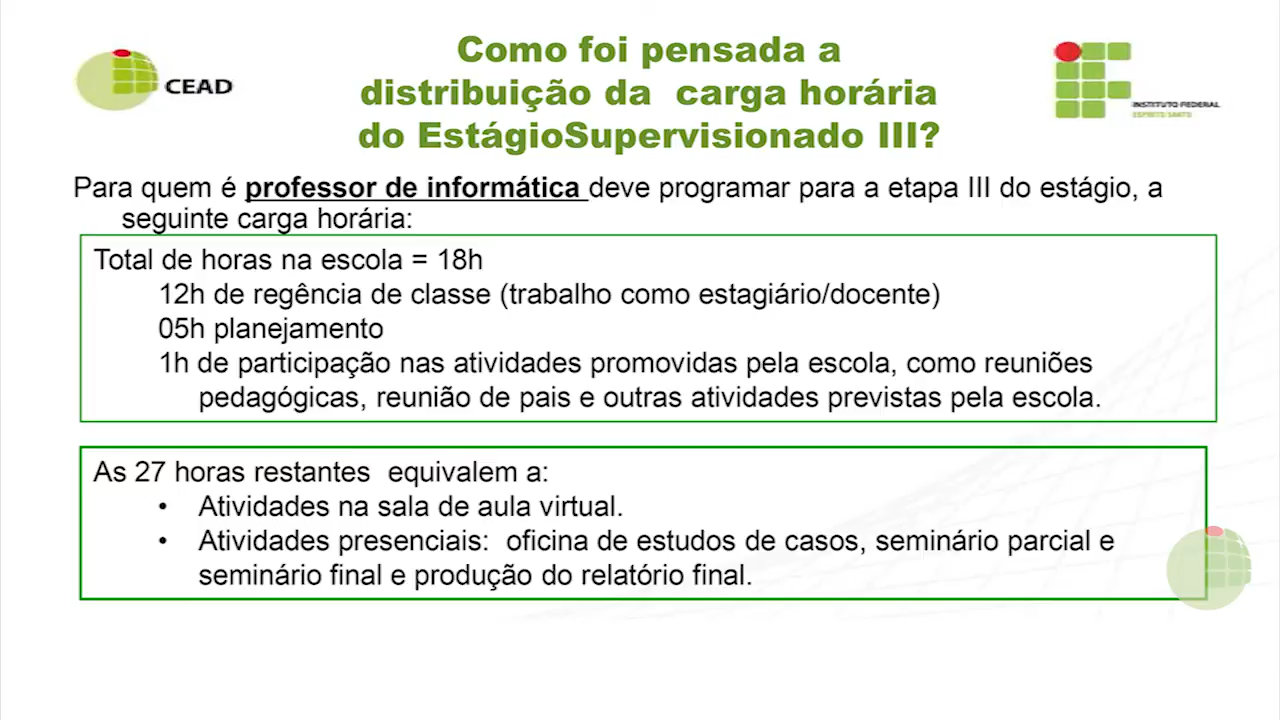 Como foi pensada a
distribuição da carga horária
do EstágioSupervisionado III?
CEAD
INSTITUTO FEDERAL
ESPÍRITO SANTO
Para quem é professor de informática deve programar para a etapa III do estágio, a
seguinte carga horária:
Total de horas na escola = 18h
12h de regência de classe (trabalho como estagiário/docente)
05h planejamento
1h de participação nas atividades promovidas pela escola, como reuniões
pedagógicas, reunião de pais e outras atividades previstas pela escola.
As 27 horas restantes equivalem a:
• Atividades na sala de aula virtual.
• Atividades presenciais: oficina de estudos de casos, seminário parcial e
seminário final e produção do relatório final.